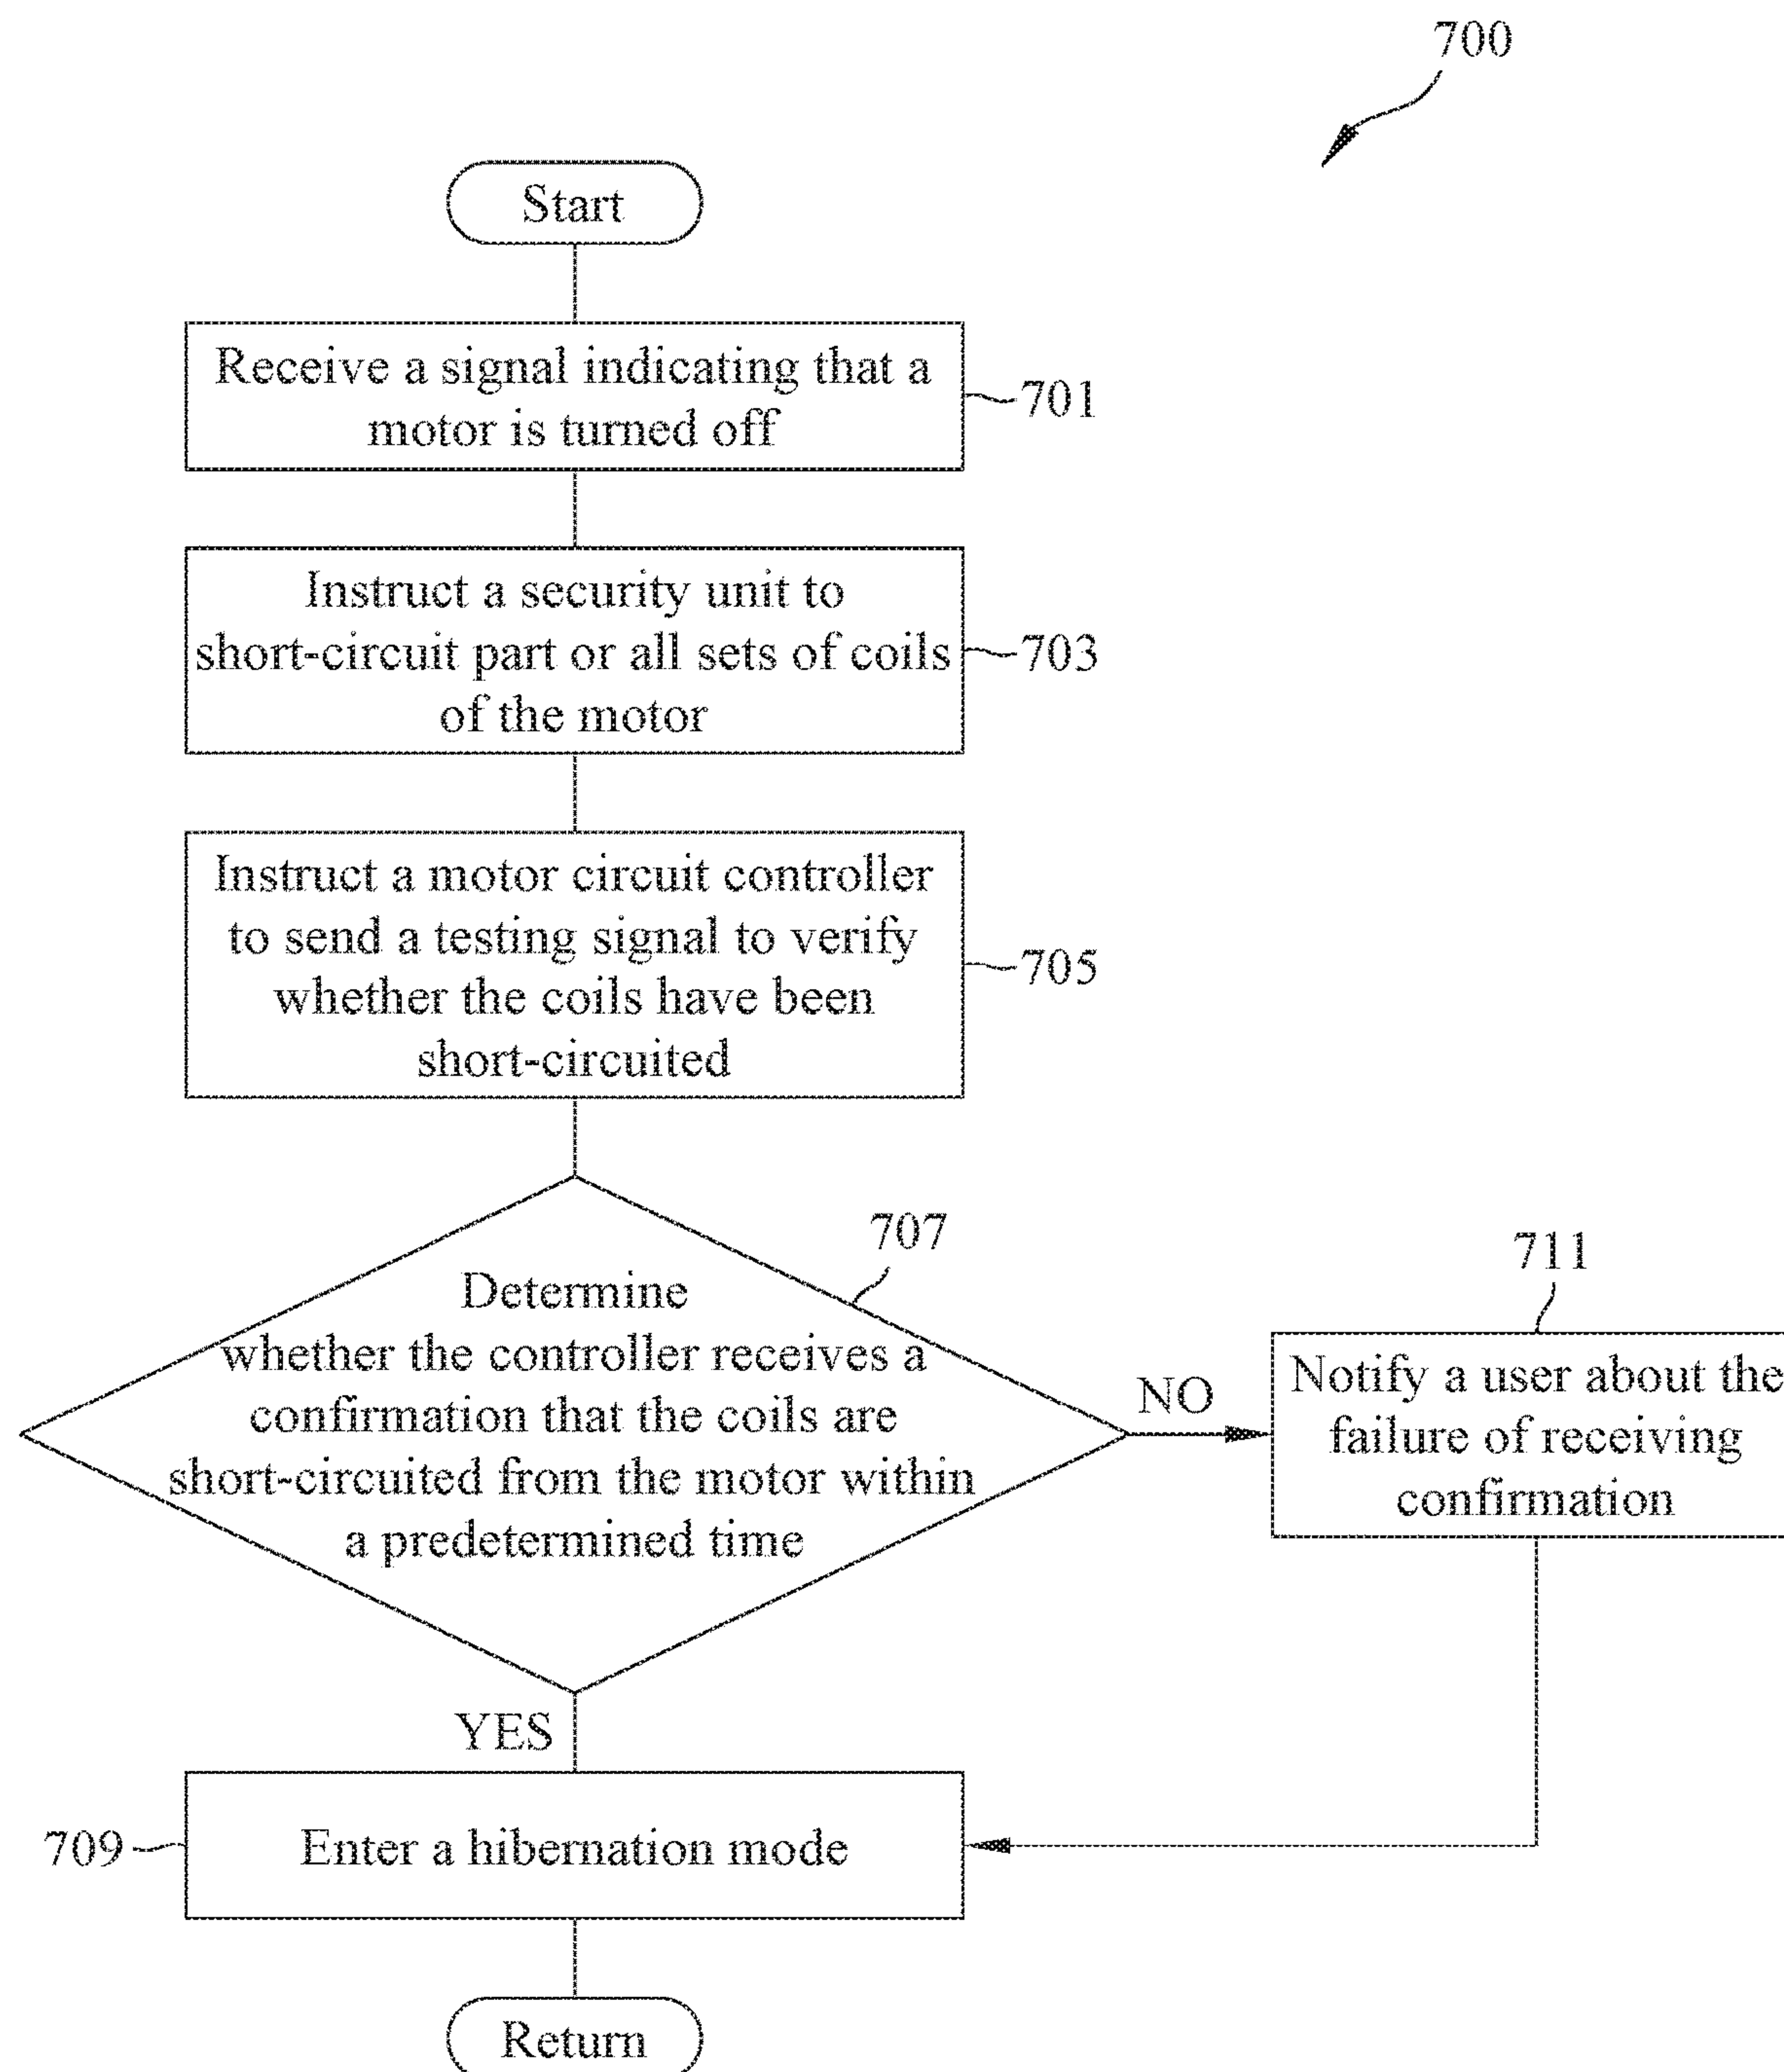 700
Start
Receive a signal indicating that a
motor is turned off
701
Instruct a security unit to
short-circuit part or all sets of coils
of the motor
703
Instruct a motor circuit controller
to send a testing signal to verify
whether the coils have been
short-circuited
705
707
Determine
whether the controller receives a
confirmation that the coils are
short-circuited from the motor within
a predetermined time
NO
711
Notify a user about the
failure of receiving
confirmation
YES
709
Enter a hibernation mode
Return